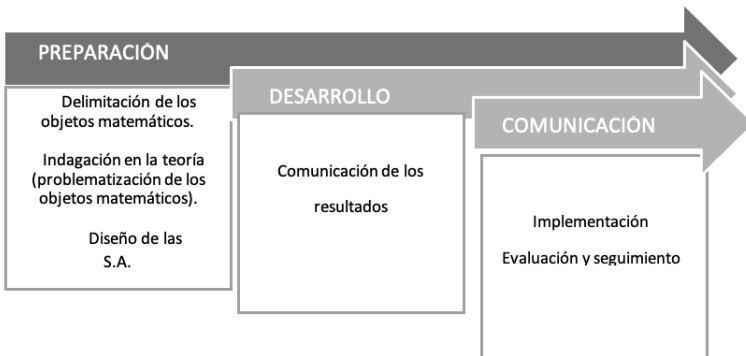 PREPARACIÓN
Delimitación de los
objetos matemáticos.
Indagación en la teoría
(problematización de los
objetos matemáticos).
Diseño de las
S.A.
DESARROLLO
Comunicación de los
resultados
COMUNICACIÓN
Implementación
Evaluación y seguimiento